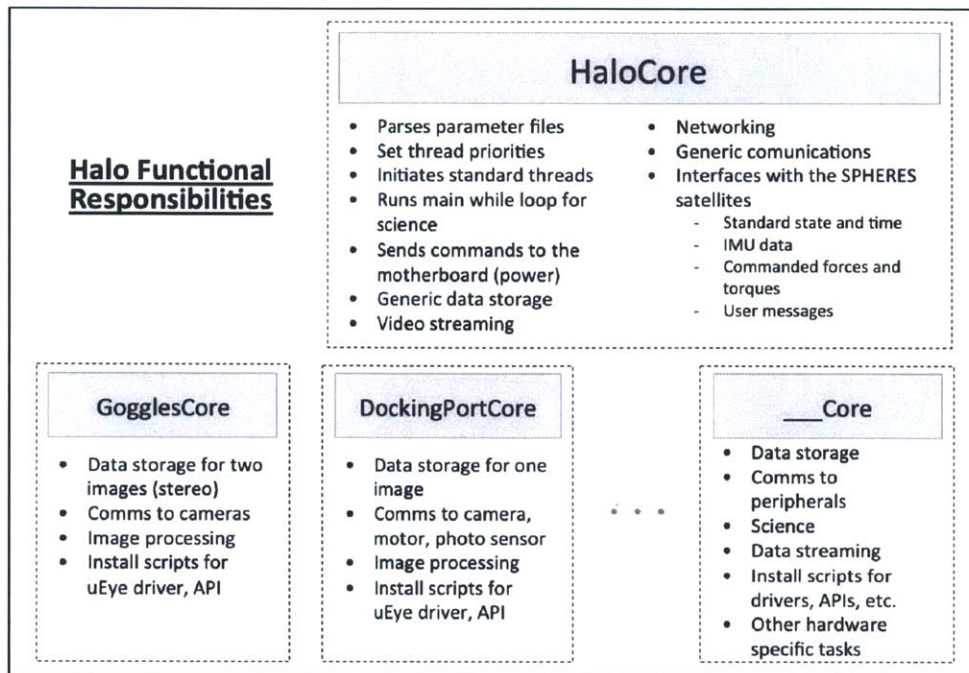 HaloCore
Halo Functional
Responsibilities
• Parses parameter files
• Set thread priorities
• Initiates standard threads
• Runs main while loop for
science
• Sends commands to the
motherboard (power)
• Generic data storage
• Video streaming
• Networking
• Generic comunications
• Interfaces with the SPHERES
satellites
- Standard state and time
- IMU data
- Commanded forces and
torques
- User messages
GogglesCore
• Data storage for two
images (stereo)
• Comms to cameras
• Image processing
• Install scripts for
uEye driver, API
DockingPortCore
• Data storage for one
image
• Comms to camera,
motor, photo sensor
• Image processing
• Install scripts for
uEye driver, API
• • •
___Core
• Data storage
• Comms to
peripherals
• Science
• Data streaming
• Install scripts for
drivers, APIs, etc.
• Other hardware
specific tasks